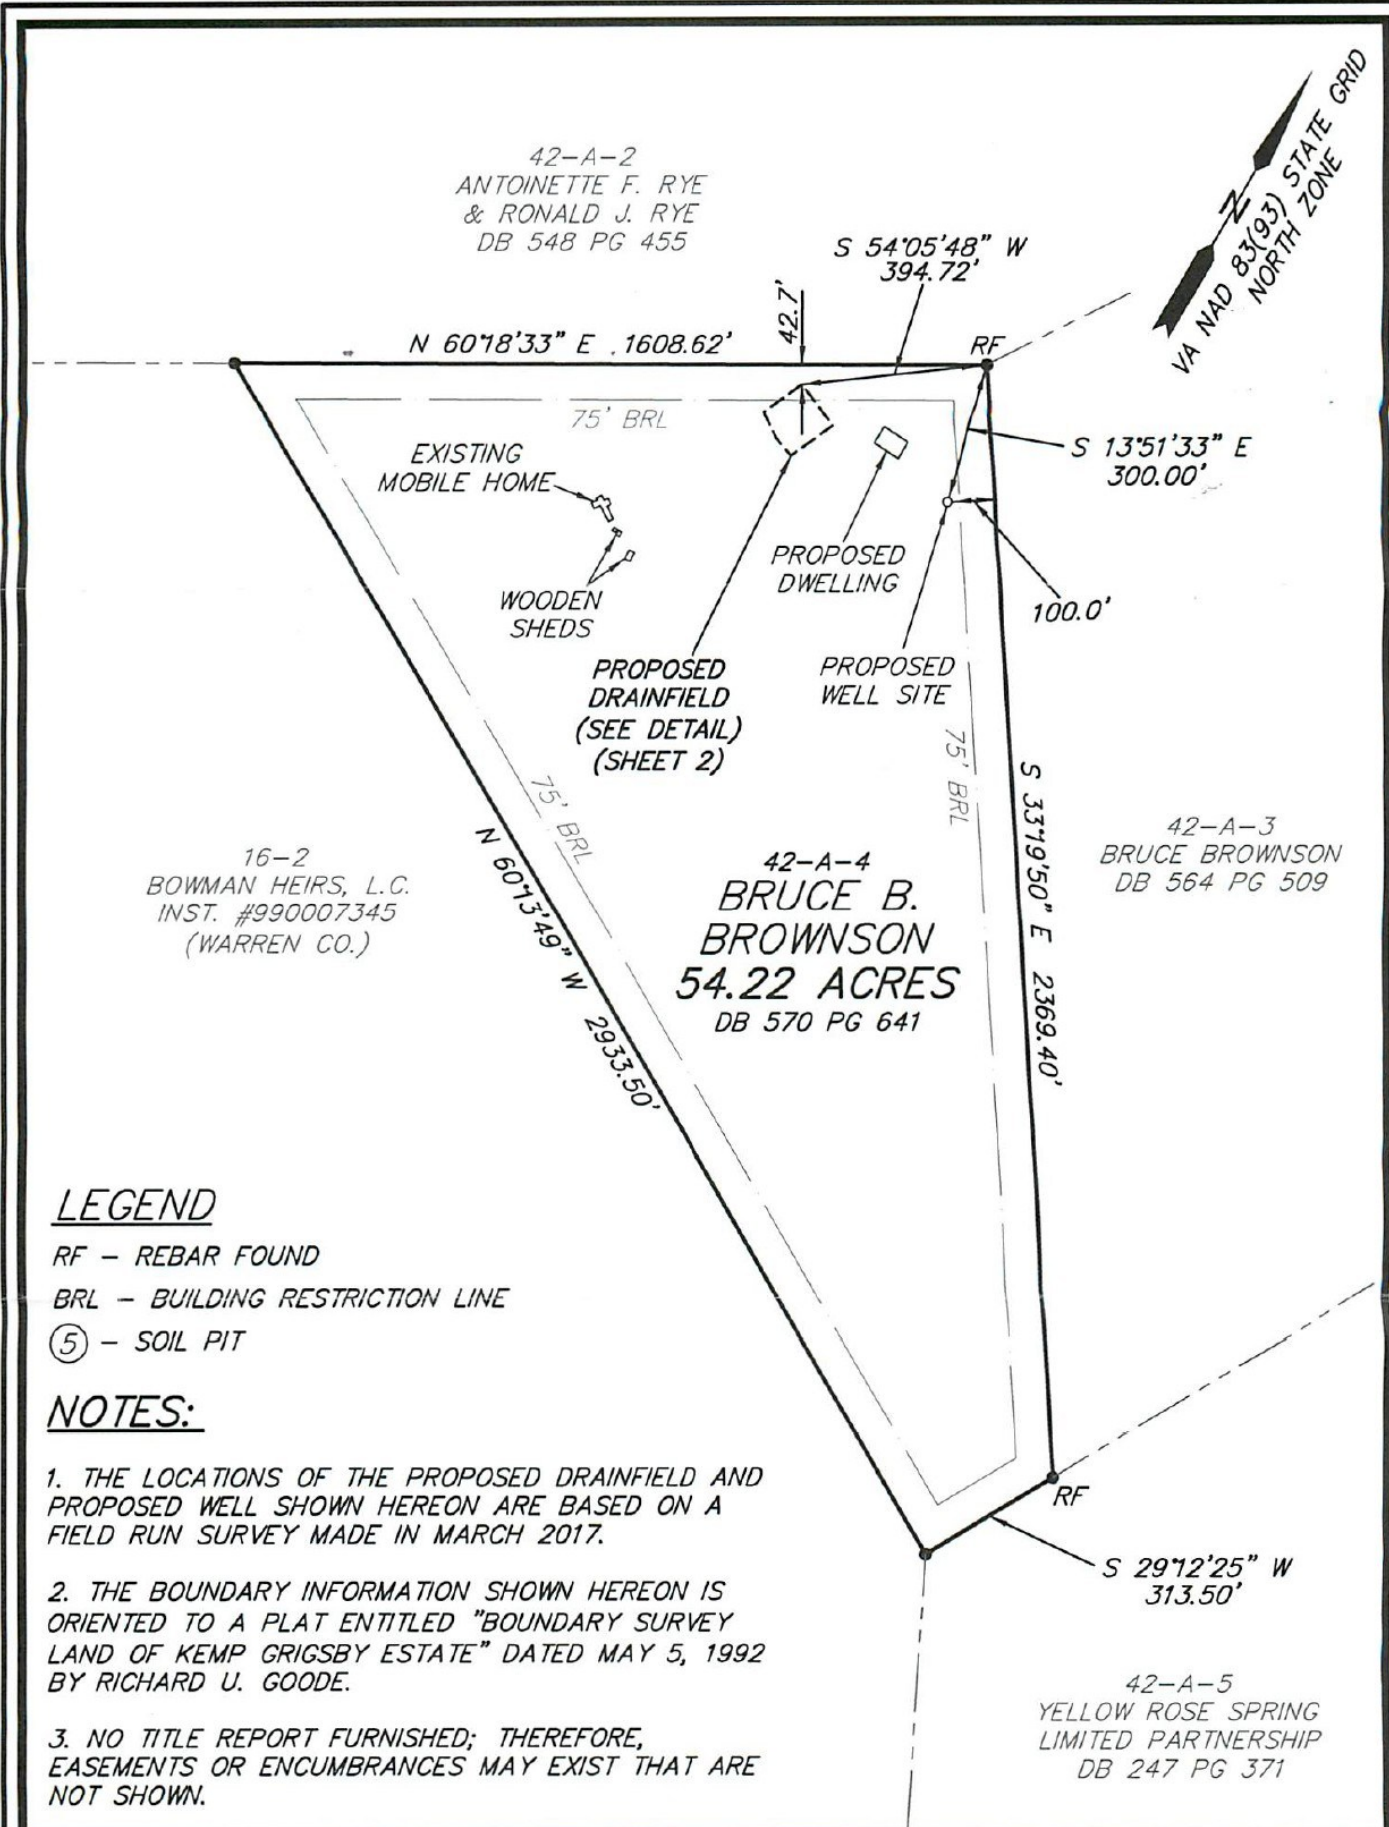 42-A-2
ANTOINETTE F. RYE
& RONALD J. RYE
DB 548 PG 455
VA NAD 83(93) STATE GRID
NORTH ZONE
N
S 54°05'48" W
394.72'
42.7'
N 60°18'33" E 1608.62'
RF
75' BRL
S 13°51'33" E
300.00'
EXISTING
MOBILE HOME
WOODEN
SHEDS
PROPOSED
DWELLING
100.0'
PROPOSED
DRAINFIELD
(SEE DETAIL)
(SHEET 2)
PROPOSED
WELL SITE
75' BRL
75' BRL
S 33°19'50" E 2369.40'
N 60°13'49" W 2933.50'
16-2
BOWMAN HEIRS, L.C.
INST. #990007345
(WARREN CO.)
42-A-4
BRUCE B.
BROWNSON
54.22 ACRES
DB 570 PG 641
42-A-3
BRUCE BROWNSON
DB 564 PG 509
LEGEND
RF - REBAR FOUND
BRL - BUILDING RESTRICTION LINE
5 - SOIL PIT
NOTES:
1. THE LOCATIONS OF THE PROPOSED DRAINFIELD AND
PROPOSED WELL SHOWN HEREON ARE BASED ON A
FIELD RUN SURVEY MADE IN MARCH 2017.
2. THE BOUNDARY INFORMATION SHOWN HEREON IS
ORIENTED TO A PLAT ENTITLED "BOUNDARY SURVEY
LAND OF KEMP GRIGSBY ESTATE" DATED MAY 5, 1992
BY RICHARD U. GOODE.
3. NO TITLE REPORT FURNISHED; THEREFORE,
EASEMENTS OR ENCUMBRANCES MAY EXIST THAT ARE
NOT SHOWN.
RF
S 29°12'25" W
313.50'
42-A-5
YELLOW ROSE SPRING
LIMITED PARTNERSHIP
DB 247 PG 371